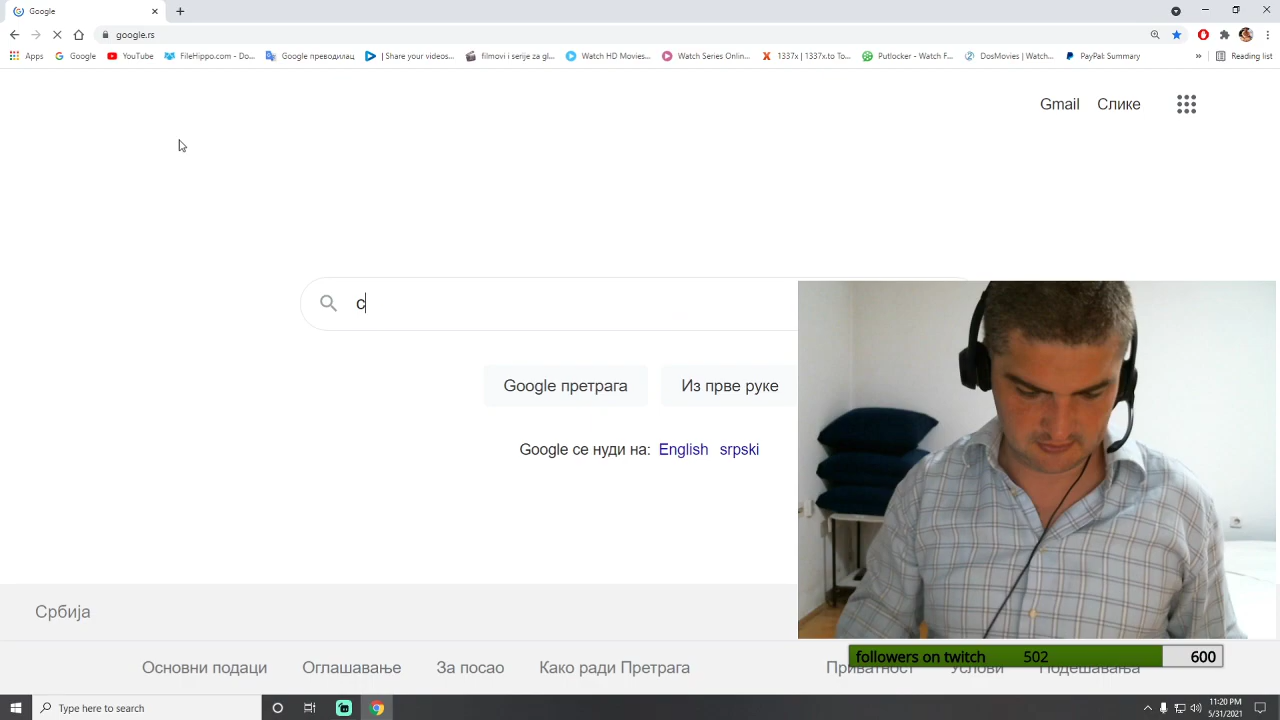 Google
google.rs
Apps
Google
YouTube
FileHippo.com - Do...
Google преводилац
| Share your videos...
filmovi i serije za gl...
Watch HD Movies...
Watch Series Onlin...
1337x | 1337x.to To...
Putlocker - Watch F...
DosMovies | Watch...
PayPal: Summary
»
Reading list
Gmail
Слике
c
Google претрага
Из прве руке
Google се нуди на: English srpski
Србија
Основни подаци
Оглашавање
За посао
Како ради Претрага
Приватност
Услови
Подешавања
followers on twitch 502 600
Type here to search
11:20 PM
5/31/2021